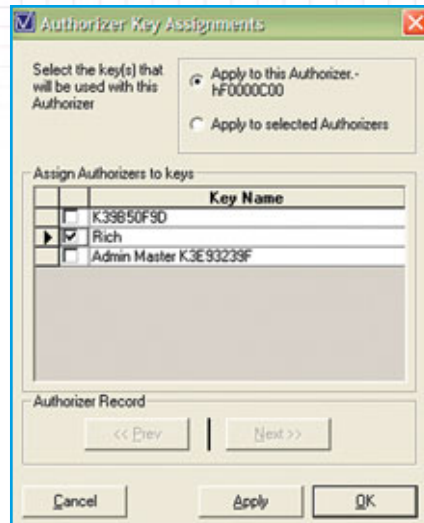 Authorizer Key Assignments
Select the key(s) that
will be used with this
Authorizer
Apply to this Authorizer.-
hF0000C00
Apply to selected Authorizers
Assign Authorizers to keys
Key Name
K39B50F9D
Rich
Admin Master K3E93239F
Authorizer Record
<< Prev
Next >>
Cancel
Apply
OK